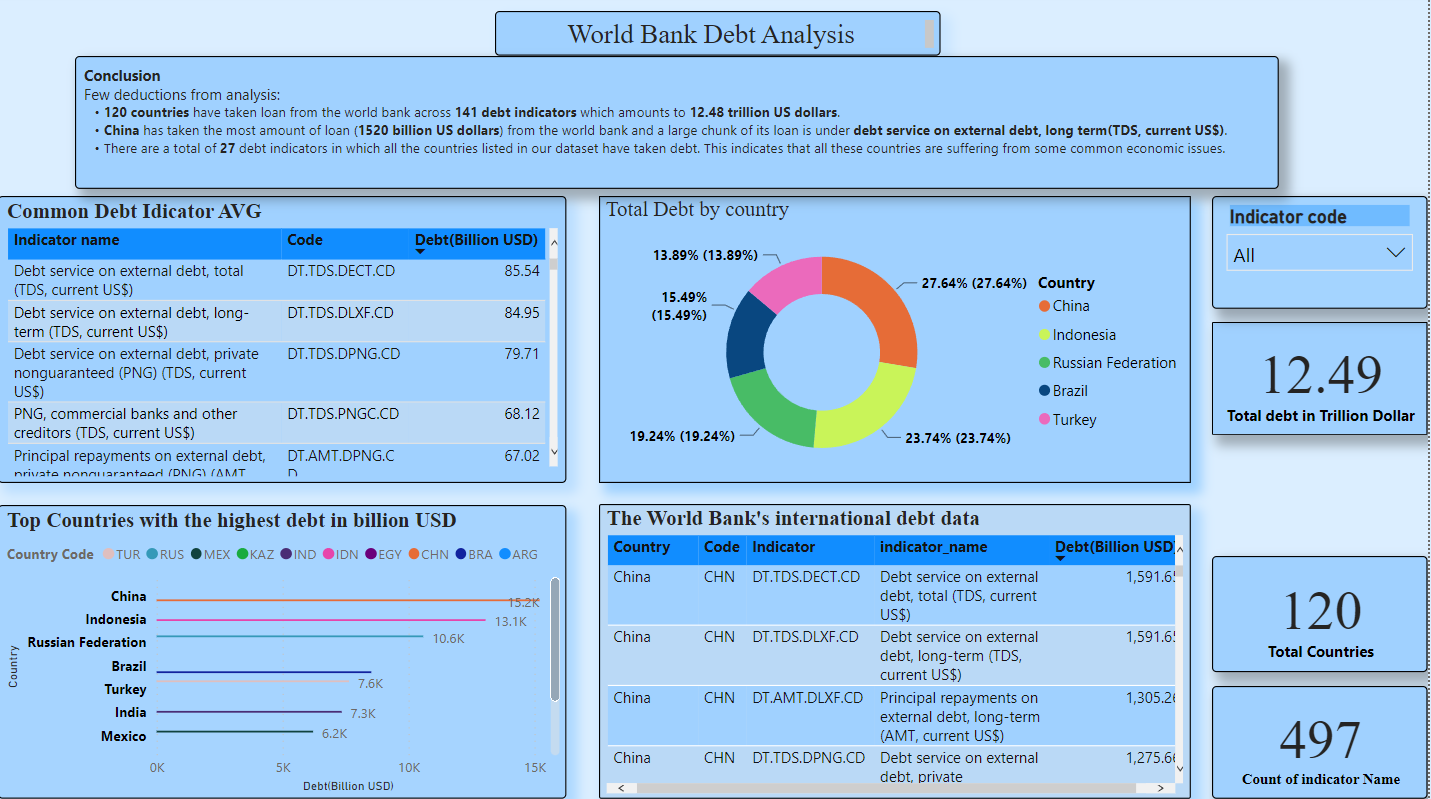 World Bank Debt Analysis
Conclusion
Few deductions from analysis:
• 120 countries have taken loan from the world bank across 141 debt indicators which amounts to 12.48 trillion US dollars.
• China has taken the most amount of loan (1520 billion US dollars) from the world bank and a large chunk of its loan is under debt service on external debt, long term(TDS, current US$).
• There are a total of 27 debt indicators in which all the countries listed in our dataset have taken debt. This indicates that all these countries are suffering from some common economic issues.
Common Debt Idicator AVG
Indicator name Code Debt(Billion USD)
Debt service on external debt, total DT.TDS.DECT.CD 85.54
(TDS, current US$)
Debt service on external debt, long- DT.TDS.DLXF.CD 84.95
term (TDS, current US$)
Debt service on external debt, private DT.TDS.DPNG.CD 79.71
nonguaranteed (PNG) (TDS, current
US$)
PNG, commercial banks and other DT.TDS.PNGC.CD 68.12
creditors (TDS, current US$)
Principal repayments on external debt, DT.AMT.DPNG.C 67.02
private nonguaranteed (PNG) (AMT, D
Total Debt by country
13.89% (13.89%)
27.64% (27.64%)
15.49%
(15.49%)
19.24% (19.24%)
23.74% (23.74%)
Country
China
Indonesia
Russian Federation
Brazil
Turkey
Indicator code
All
12.49
Total debt in Trillion Dollar
Top Countries with the highest debt in billion USD
Country Code TUR RUS MEX KAZ IND IDN EGY CHN BRA ARG
Country
China 15.2K
Indonesia 13.1K
Russian Federation 10.6K
Brazil
Turkey 7.6K
India 7.3K
Mexico 6.2K
0K 5K 10K 15K
Debt(Billion USD)
The World Bank's international debt data
Country Code Indicator indicator_name Debt(Billion USD)
China CHN DT.TDS.DECT.CD Debt service on external 1,591.65
debt, total (TDS, current
US$)
China CHN DT.TDS.DLXF.CD Debt service on external 1,591.65
debt, long-term (TDS,
current US$)
China CHN DT.AMT.DLXF.CD Principal repayments on 1,305.26
external debt, long-term
(AMT, current US$)
China CHN DT.TDS.DPNG.CD Debt service on external 1,275.66
debt, private
120
Total Countries
497
Count of indicator Name